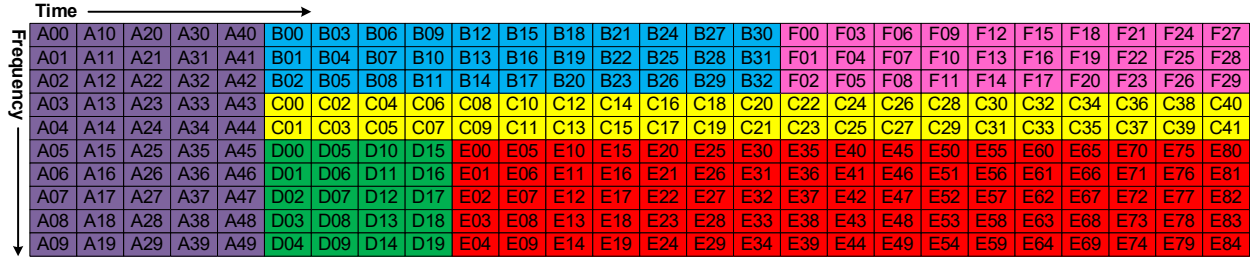 Time
Frequency
A00 A10 A20 A30 A40 B00 B03 B06 B09 B12 B15 B18 B21 B24 B27 B30 F00 F03 F06 F09 F12 F15 F18 F21 F24 F27
A01 A11 A21 A31 A41 B01 B04 B07 B10 B13 B16 B19 B22 B25 B28 B31 F01 F04 F07 F10 F13 F16 F19 F22 F25 F28
A02 A12 A22 A32 A42 B02 B05 B08 B11 B14 B17 B20 B23 B26 B29 B32 F02 F05 F08 F11 F14 F17 F20 F23 F26 F29
A03 A13 A23 A33 A43 C00 C02 C04 C06 C08 C10 C12 C14 C16 C18 C20 C22 C24 C26 C28 C30 C32 C34 C36 C38 C40
A04 A14 A24 A34 A44 C01 C03 C05 C07 C09 C11 C13 C15 C17 C19 C21 C23 C25 C27 C29 C31 C33 C35 C37 C39 C41
A05 A15 A25 A35 A45 D00 D05 D10 D15 E00 E05 E10 E15 E20 E25 E30 E35 E40 E45 E50 E55 E60 E65 E70 E75 E80
A06 A16 A26 A36 A46 D01 D06 D11 D16 E01 E06 E11 E16 E21 E26 E31 E36 E41 E46 E51 E56 E61 E66 E71 E76 E81
A07 A17 A27 A37 A47 D02 D07 D12 D17 E02 E07 E12 E17 E22 E27 E32 E37 E42 E47 E52 E57 E62 E67 E72 E77 E82
A08 A18 A28 A38 A48 D03 D08 D13 D18 E03 E08 E13 E18 E23 E28 E33 E38 E43 E48 E53 E58 E63 E68 E73 E78 E83
A09 A19 A29 A39 A49 D04 D09 D14 D19 E04 E09 E14 E19 E24 E29 E34 E39 E44 E49 E54 E59 E64 E69 E74 E79 E84